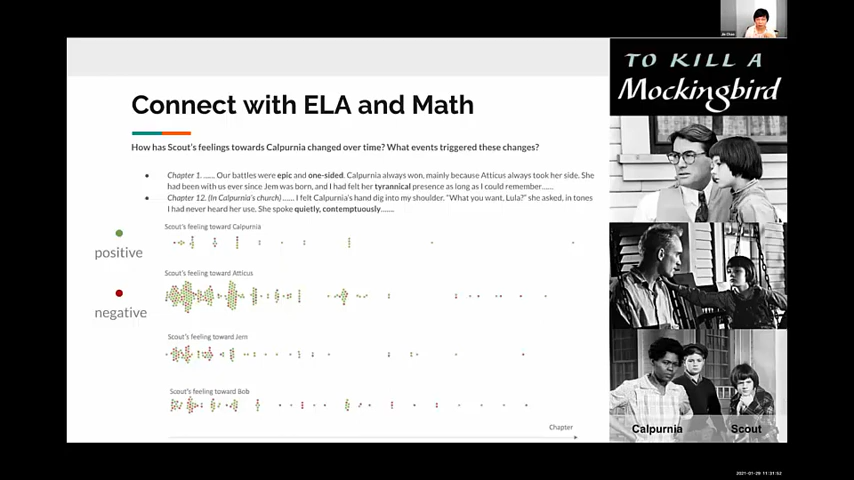 TO KILL A
Mockingbird
Connect with ELA and Math
How has Scout's feelings towards Calpurnia changed over time? What events triggered these changes?
Chapter 1. ...... Our battles were epic and one-sided. Calpurnia always won, mainly because Atticus always took her side. She
had been with us ever since Jem was born, and I had felt her tyrannical presence as long as I could remember......
Chapter 12. (In Calpurnia's church) ...... I felt Calpurnia's hand dig into my shoulder. "What you want, Lula?" she asked, in tones
I had never heard her use. She spoke quietly, contemptuously.......
Scout's feeling toward Calpurnia
positive
Scout's feeling toward Atticus
negative
Scout's feeling toward Jem
Scout's feeling toward Bob
Chapter
Calpurnia
Scout
2021-01-29 11:31:52